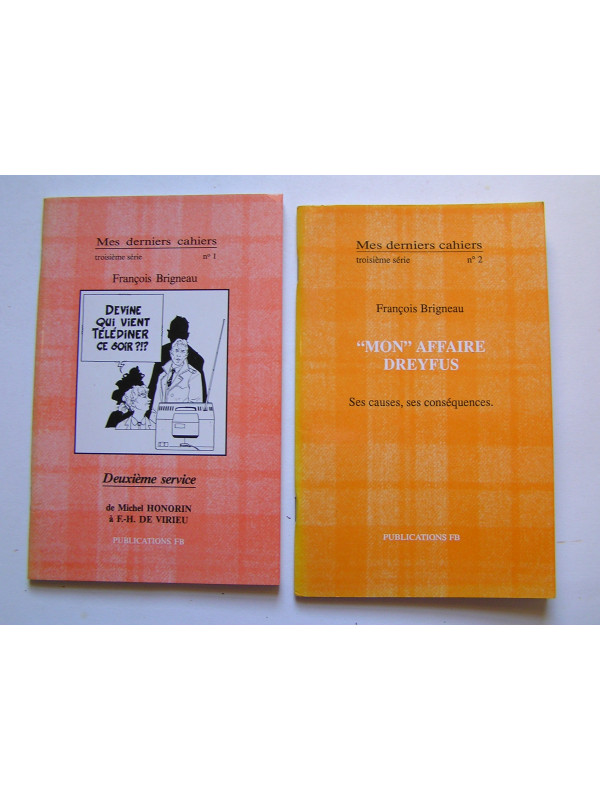 Mes derniers cahiers
troisième série n° 1
François Brigneau
DEVINE
QUI VIENT
TÉLÉDINER
CE SOIR ?!?
Deuxième service
de Michel HONORIN
à F.-H. DE VIRIEU
PUBLICATIONS FB
Mes derniers cahiers
troisième série n° 2
François Brigneau
“MON” AFFAIRE
DREYFUS
Ses causes, ses conséquences.
PUBLICATIONS FB